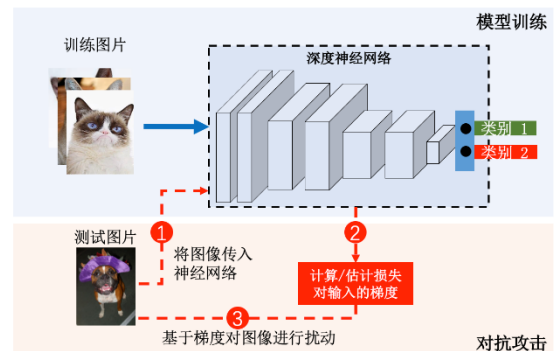 模型训练
训练图片
深度神经网络
类别 1
类别 2
测试图片
1
将图像传入
神经网络
2
计算/估计损失
对输入的梯度
3
基于梯度对图像进行扰动
对抗攻击